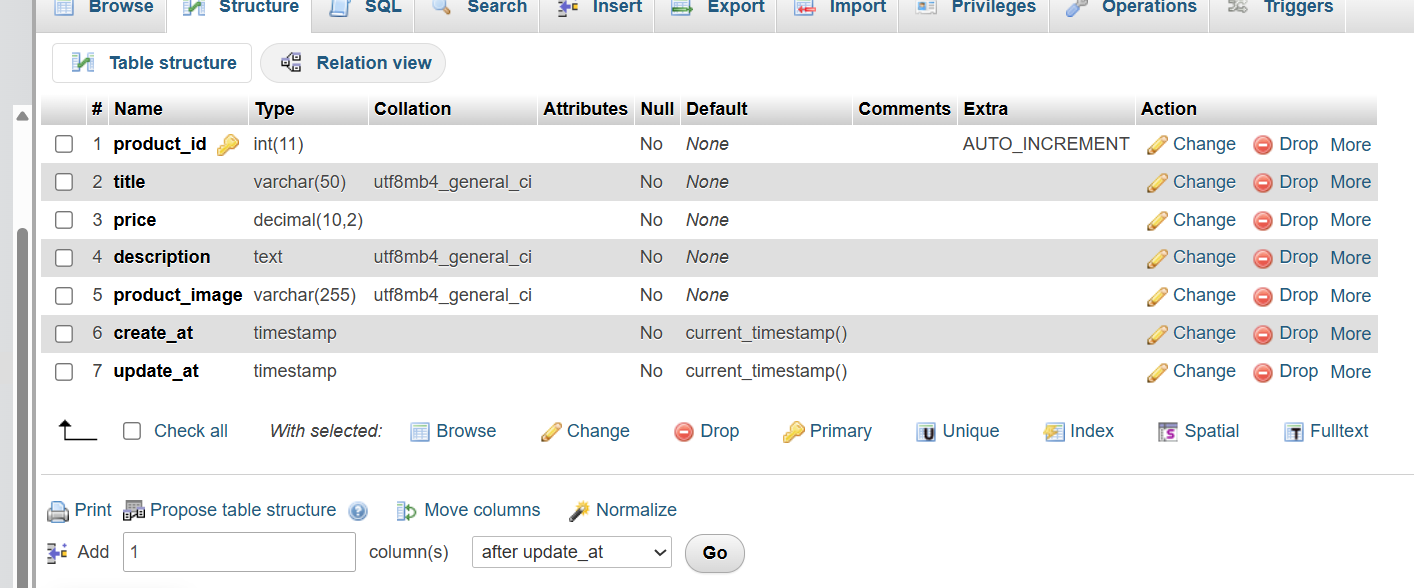 Browse Structure SQL Search Insert Export Import Privileges Operations Triggers
Table structure Relation view
# Name Type Collation Attributes Null Default Comments Extra Action
1 product_id int(11) No None AUTO_INCREMENT Change Drop More
2 title varchar(50) utf8mb4_general_ci No None Change Drop More
3 price decimal(10,2) No None Change Drop More
4 description text utf8mb4_general_ci No None Change Drop More
5 product_image varchar(255) utf8mb4_general_ci No None Change Drop More
6 create_at timestamp No current_timestamp() Change Drop More
7 update_at timestamp No current_timestamp() Change Drop More
Check all With selected: Browse Change Drop Primary Unique Index Spatial Fulltext
Print Propose table structure Move columns Normalize
Add 1 column(s) after update_at Go